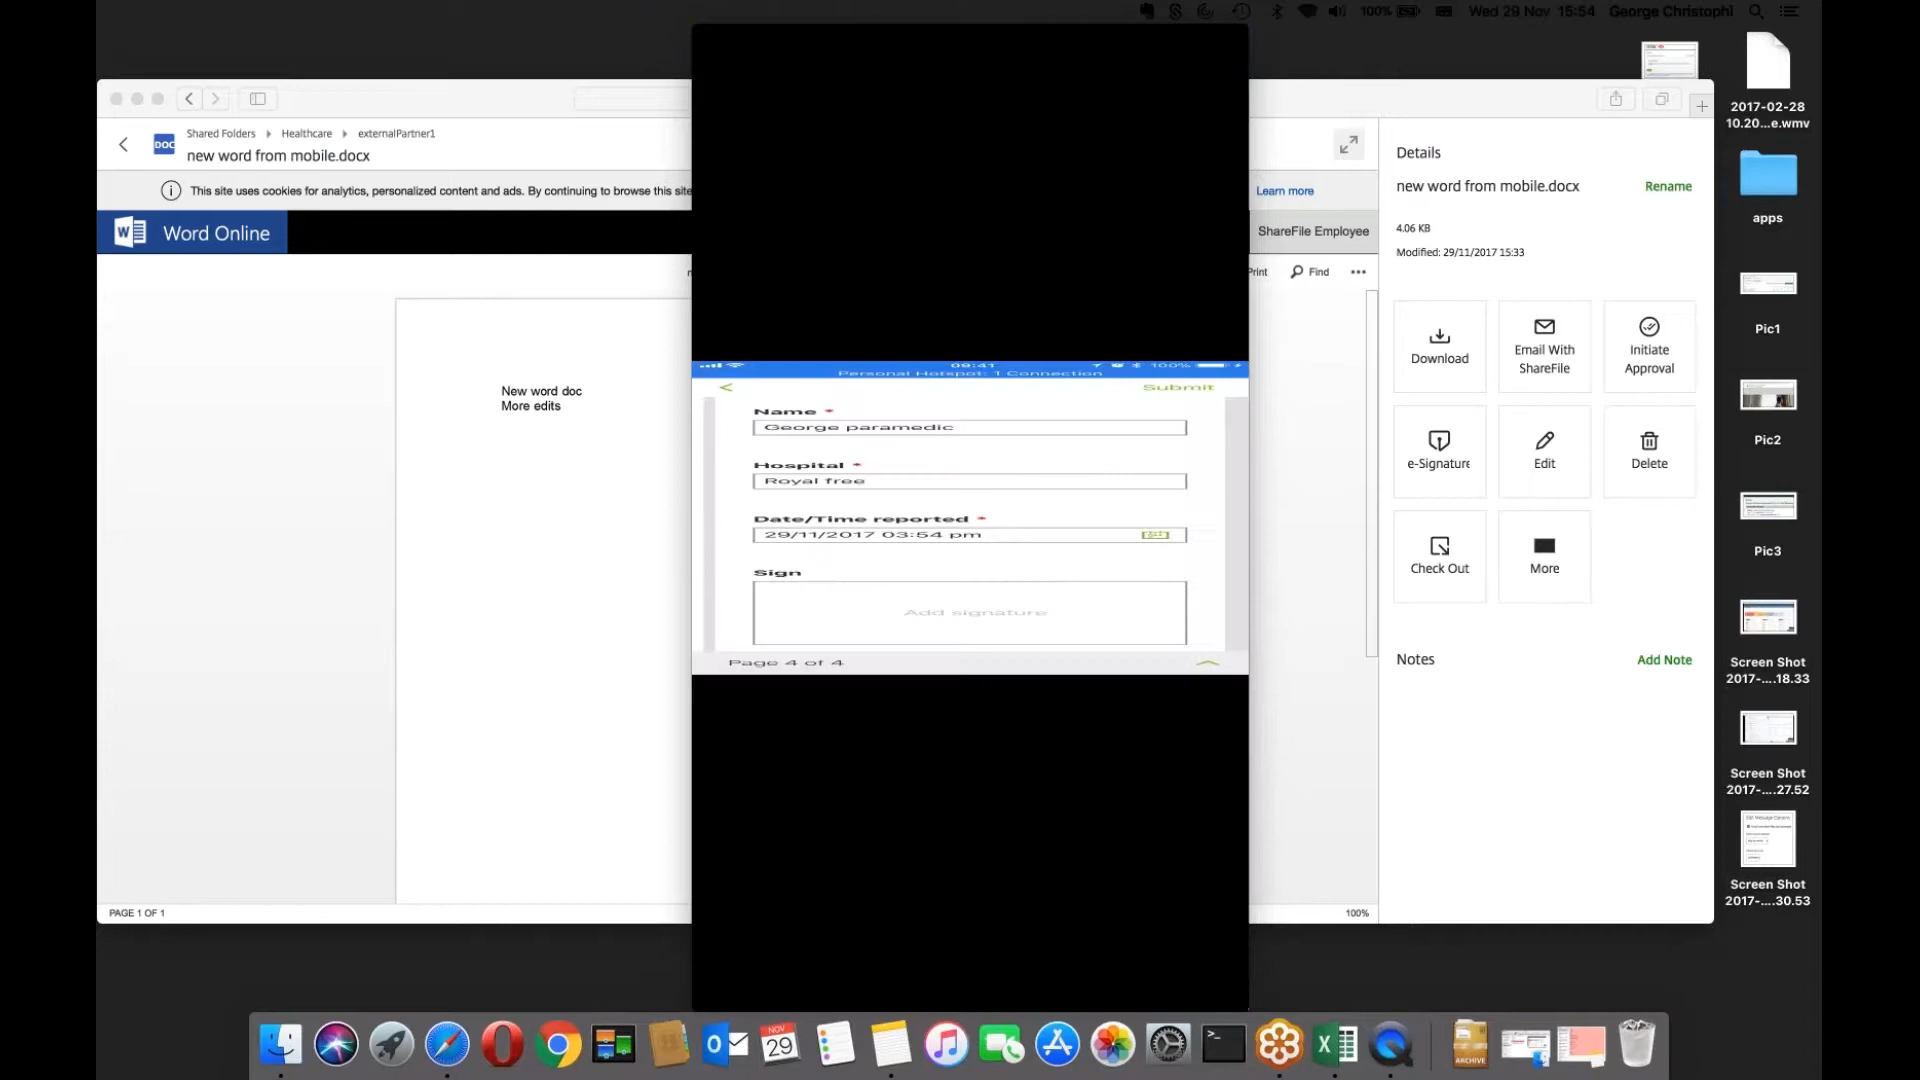 100%
Wed 29 Nov 15:54
George Christophi
Shared Folders
Healthcare
externalPartner1
DOC
new word from mobile.docx
This site uses cookies for analytics, personalized content and ads. By continuing to browse this site
Learn more
W
Word Online
ShareFile Employee
Print
Find
New word doc
More edits
PAGE 1 OF 1
100%
09:41
100%
Personal Hotspot: 1 Connection
<
Submit
Name *
George paramedic
Hospital *
Royal free
Date/Time reported *
29/11/2017 03:54 pm
Sign
Add signature
Page 4 of 4
Details
new word from mobile.docx
Rename
4.06 KB
Modified: 29/11/2017 15:33
Download
Email With
ShareFile
Initiate
Approval
e-Signature
Edit
Delete
Check Out
More
Notes
Add Note
2017-02-28
10.20...e.wmv
apps
Pic1
Pic2
Pic3
Screen Shot
2017-....18.33
Screen Shot
2017-....27.52
Screen Shot
2017-....30.53
NOV
29
ARCHIVE